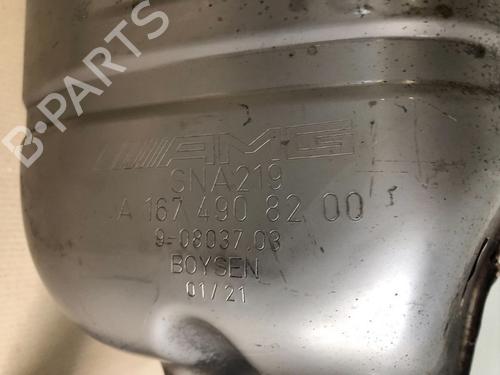 B-PARTS
AMG
SNA219
A 167 490 82 00
9-08037.03
BOYSEN
01/21